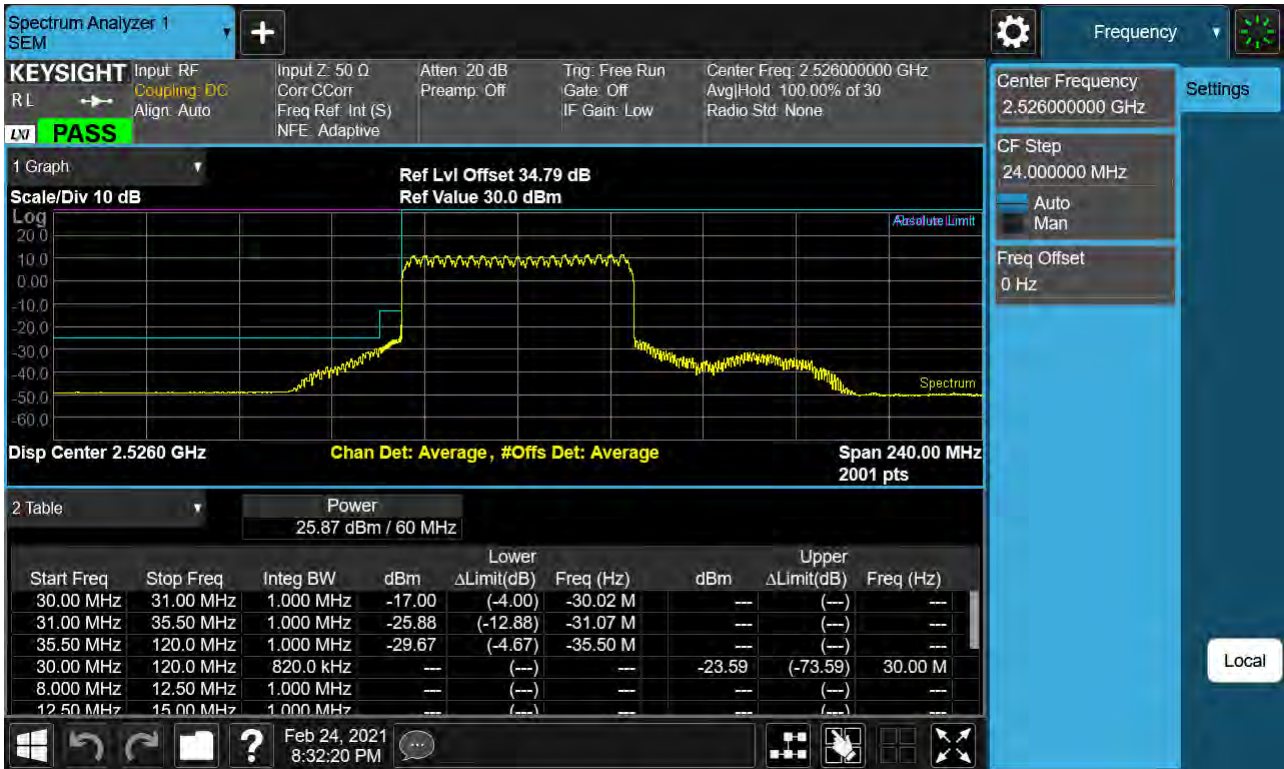 Spectrum Analyzer 1
SEM
Frequency
KEYSIGHT
R L
LXI PASS
Input: RF
Coupling: DC
Align: Auto
Input Z: 50 Ω
Corr CCorr
Freq Ref: Int (S)
NFE: Adaptive
Atten: 20 dB
Preamp: Off
Trig: Free Run
Gate: Off
IF Gain: Low
Center Freq: 2.526000000 GHz
Avg|Hold: 100.00% of 30
Radio Std: None
Center Frequency
2.526000000 GHz
Settings
CF Step
24.000000 MHz
Auto
Man
Freq Offset
0 Hz
Local
1 Graph
Scale/Div 10 dB
Ref Lvl Offset 34.79 dB
Ref Value 30.0 dBm
Log
20.0
10.0
0.00
-10.0
-20.0
-30.0
-40.0
-50.0
-60.0
Limit
Spectrum
Disp Center 2.5260 GHz
Chan Det: Average, #Offs Det: Average
Span 240.00 MHz
2001 pts
2 Table
Power
25.87 dBm / 60 MHz
Lower Upper
Start Freq Stop Freq Integ BW dBm ΔLimit(dB) Freq (Hz) dBm ΔLimit(dB) Freq (Hz)
30.00 MHz 31.00 MHz 1.000 MHz -17.00 (-4.00) -30.02 M --- (---) ---
31.00 MHz 35.50 MHz 1.000 MHz -25.88 (-12.88) -31.07 M --- (---) ---
35.50 MHz 120.0 MHz 1.000 MHz -29.67 (-4.67) -35.50 M --- (---) ---
30.00 MHz 120.0 MHz 820.0 kHz --- (---) --- -23.59 (-73.59) 30.00 M
8.000 MHz 12.50 MHz 1.000 MHz --- (---) --- --- (---) ---
12.50 MHz 15.00 MHz 1.000 MHz --- (---) --- --- (---) ---
Feb 24, 2021
8:32:20 PM